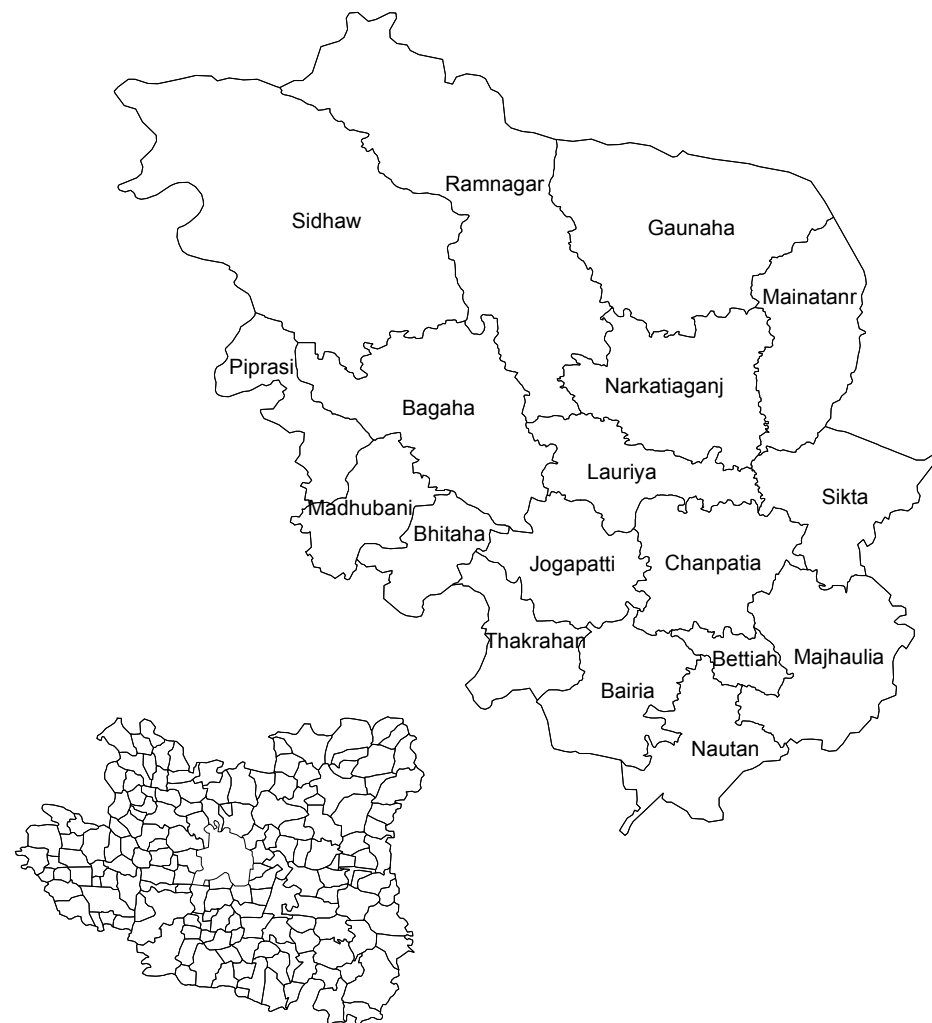 Ramnagar
Sidhaw
Gaunaha
Mainatanr
Piprasi
Narkatiaganj
Bagaha
Lauriya
Sikta
Madhubani
Bhitaha
Jogapatti
Chanpatia
Thakrahan
Bettiah
Majhaulia
Bairia
Nautan